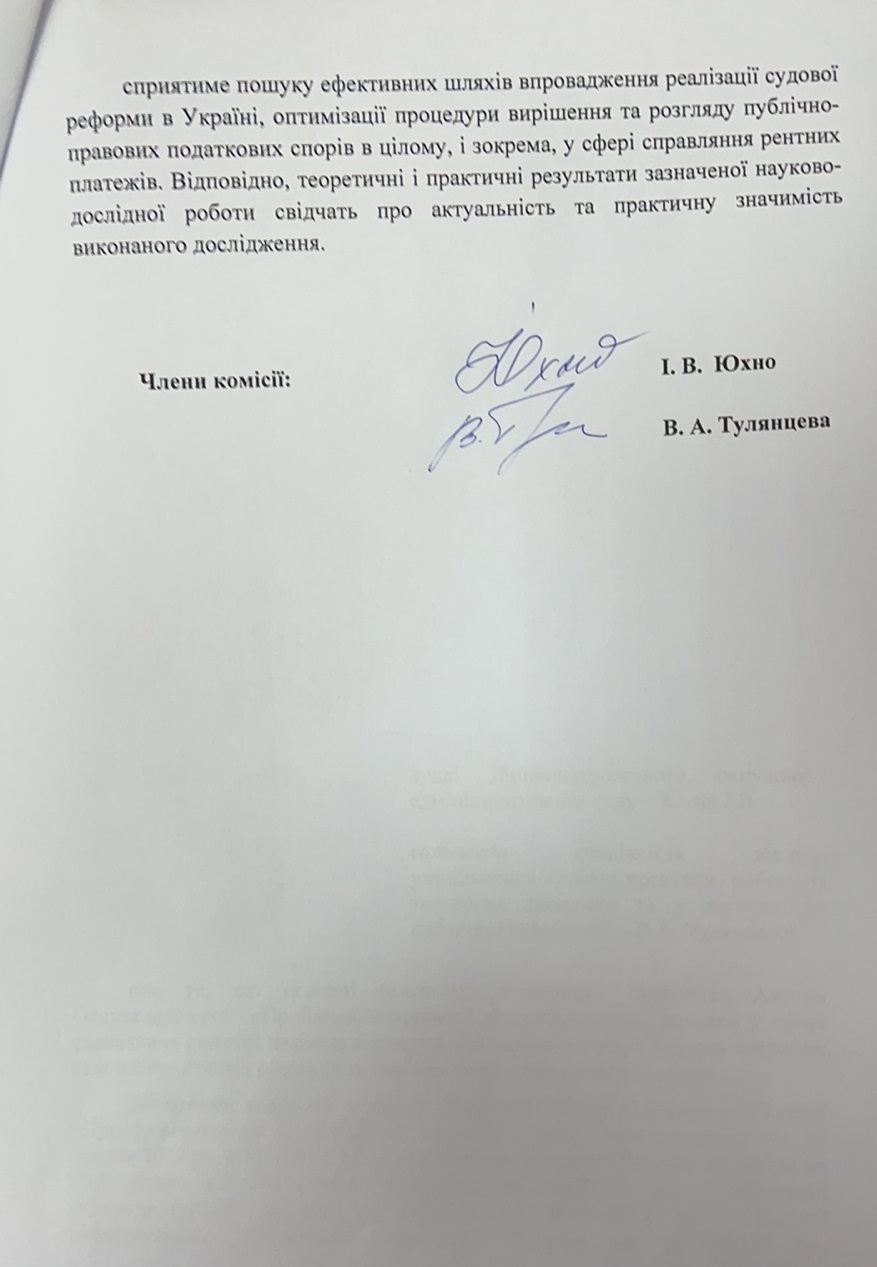 сприятиме пошуку ефективних шляхів впровадження реалізації судової
реформи в Україні, оптимізації процедури вирішення та розгляду публічно-
правових податкових спорів в цілому, і зокрема, у сфері справляння рентних
платежів. Відповідно, теоретичні і практичні результати зазначеної науково-
дослідної роботи свідчать про актуальність та практичну значимість
виконаного дослідження.
Члени комісії:
Юхно
І. В. Юхно
В. А. Тулянцева